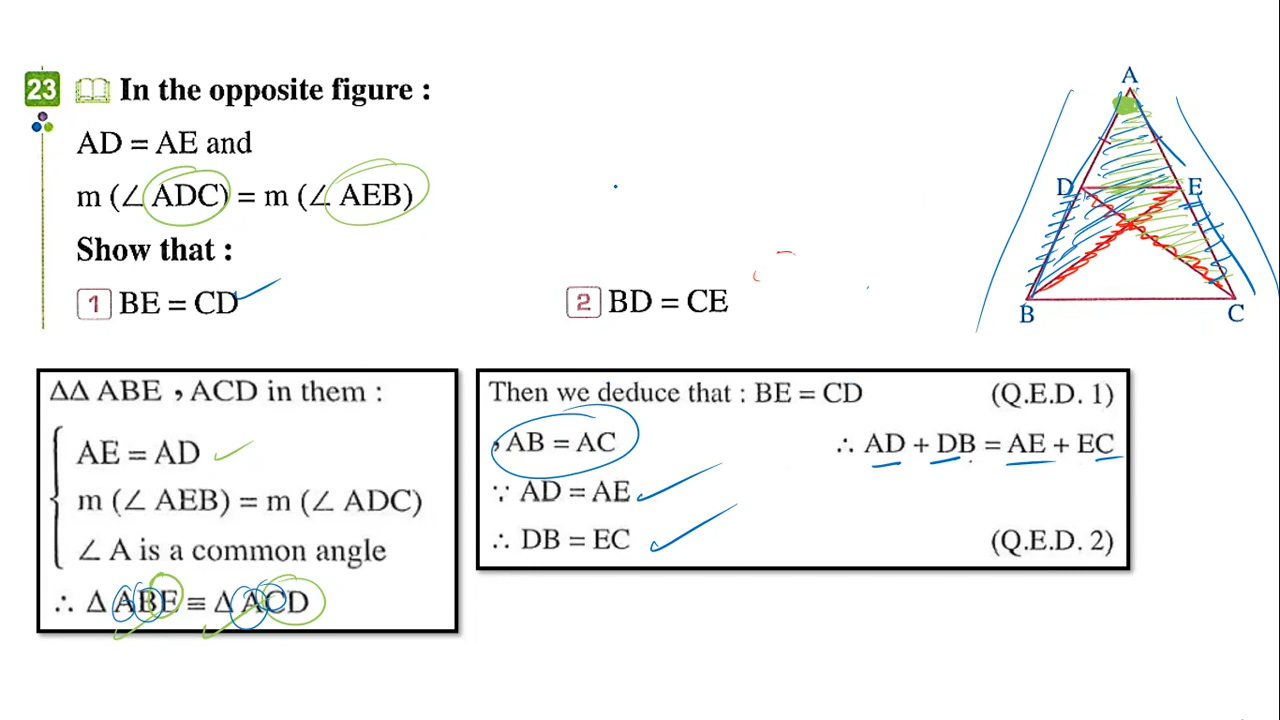 23 In the opposite figure :
AD = AE and
m (∠ ADC) = m (∠ AEB)
Show that :
1 BE = CD
2 BD = CE
A
D
E
B
C
ΔΔ ABE , ACD in them :
AE = AD
m (∠ AEB) = m (∠ ADC)
∠ A is a common angle
∴ Δ ABE ≡ Δ ACD
Then we deduce that : BE = CD (Q.E.D. 1)
, AB = AC ∴ AD + DB = AE + EC
∵ AD = AE
∴ DB = EC (Q.E.D. 2)